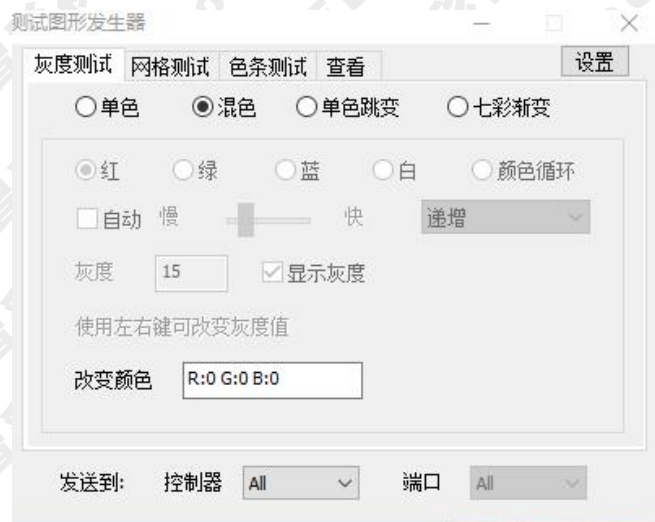 测试图形发生器
灰度测试 网格测试 色条测试 查看 设置
单色 混色 单色跳变 七彩渐变
红 绿 蓝 白 颜色循环
自动 慢 快 递增
灰度 15 显示灰度
使用左右键可改变灰度值
改变颜色 R:0 G:0 B:0
发送到: 控制器 All 端口 All